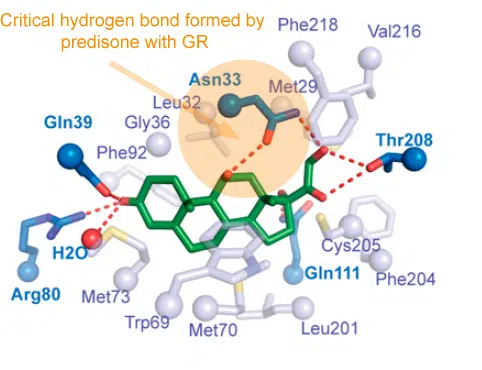 Critical hydrogen bond formed by
predisone with GR
Phe218
Val216
Asn33
Met29
Leu32
Gly36
Gln39
Thr208
Phe92
H2O
Cys205
Arg80
Met73
Gln111
Phe204
Trp69
Met70
Leu201